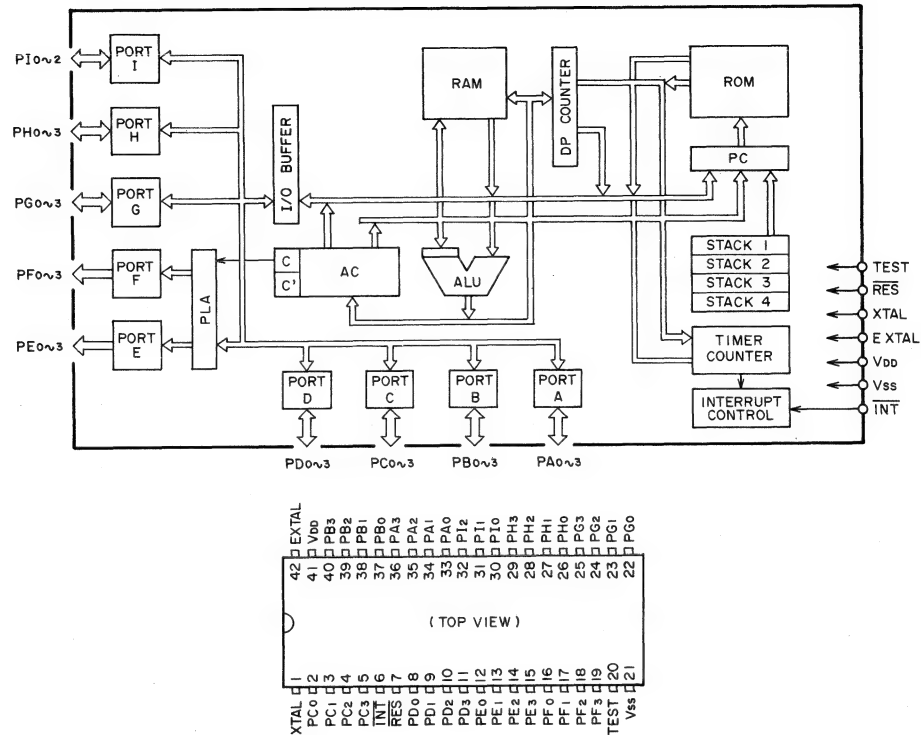 PI0~2
PORT I
PH0~3
PORT H
PG0~3
PORT G
PF0~3
PORT F
PE0~3
PORT E
PLA
I/O BUFFER
C
C'
AC
RAM
ALU
DP COUNTER
ROM
PC
STACK 1
STACK 2
STACK 3
STACK 4
TIMER COUNTER
INTERRUPT CONTROL
TEST
RES
XTAL
EXTAL
VDD
VSS
INT
PORT D
PORT C
PORT B
PORT A
PD0~3
PC0~3
PB0~3
PA0~3
EXTAL VDD PB3 PB2 PB1 PB0 PA3 PA2 PA1 PA0 PI2 PI1 PI0 PH3 PH2 PH1 PH0 PG3 PG2 PG1 PG0
42 41 40 39 38 37 36 35 34 33 32 31 30 29 28 27 26 25 24 23 22
(TOP VIEW)
1 2 3 4 5 6 7 8 9 10 11 12 13 14 15 16 17 18 19 20 21
XTAL PC0 PC1 PC2 PC3 INT RES PD0 PD1 PD2 PD3 PE0 PE1 PE2 PE3 PF0 PF1 PF2 PF3 TEST VSS